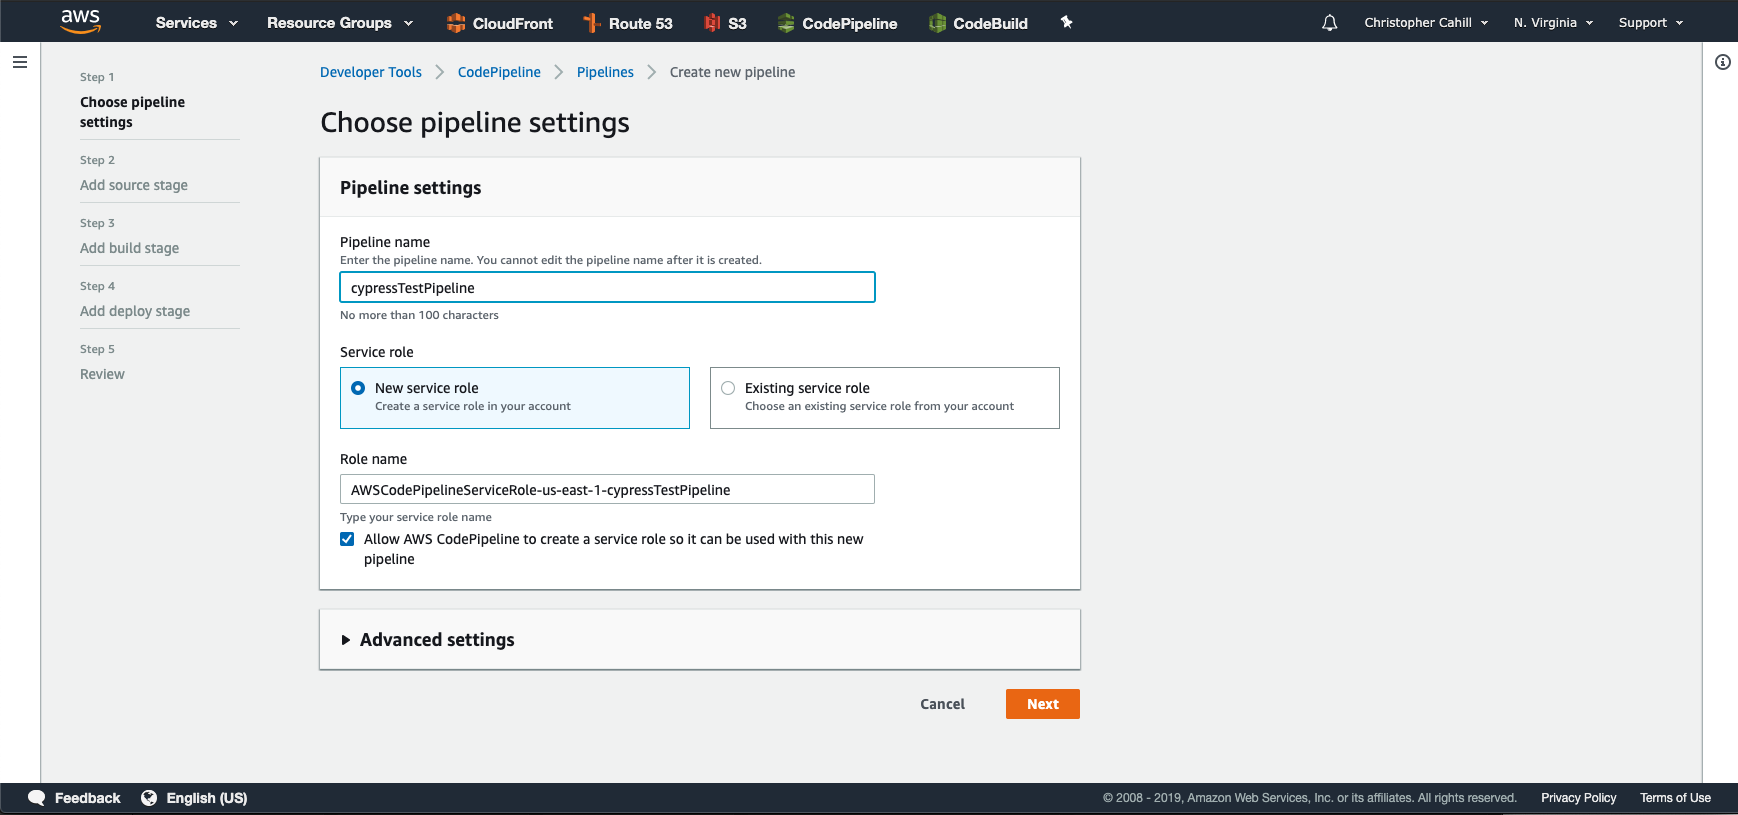 aws Services Resource Groups CloudFront Route 53 S3 CodePipeline CodeBuild Christopher Cahill N. Virginia Support
Step 1
Choose pipeline
settings
Step 2
Add source stage
Step 3
Add build stage
Step 4
Add deploy stage
Step 5
Review
Developer Tools CodePipeline Pipelines Create new pipeline
Choose pipeline settings
Pipeline settings
Pipeline name
Enter the pipeline name. You cannot edit the pipeline name after it is created.
cypressTestPipeline
No more than 100 characters
Service role
New service role
Create a service role in your account
Existing service role
Choose an existing service role from your account
Role name
AWSCodePipelineServiceRole-us-east-1-cypressTestPipeline
Type your service role name
Allow AWS CodePipeline to create a service role so it can be used with this new
pipeline
Advanced settings
Cancel Next
Feedback English (US) © 2008 - 2019, Amazon Web Services, Inc. or its affiliates. All rights reserved. Privacy Policy Terms of Use